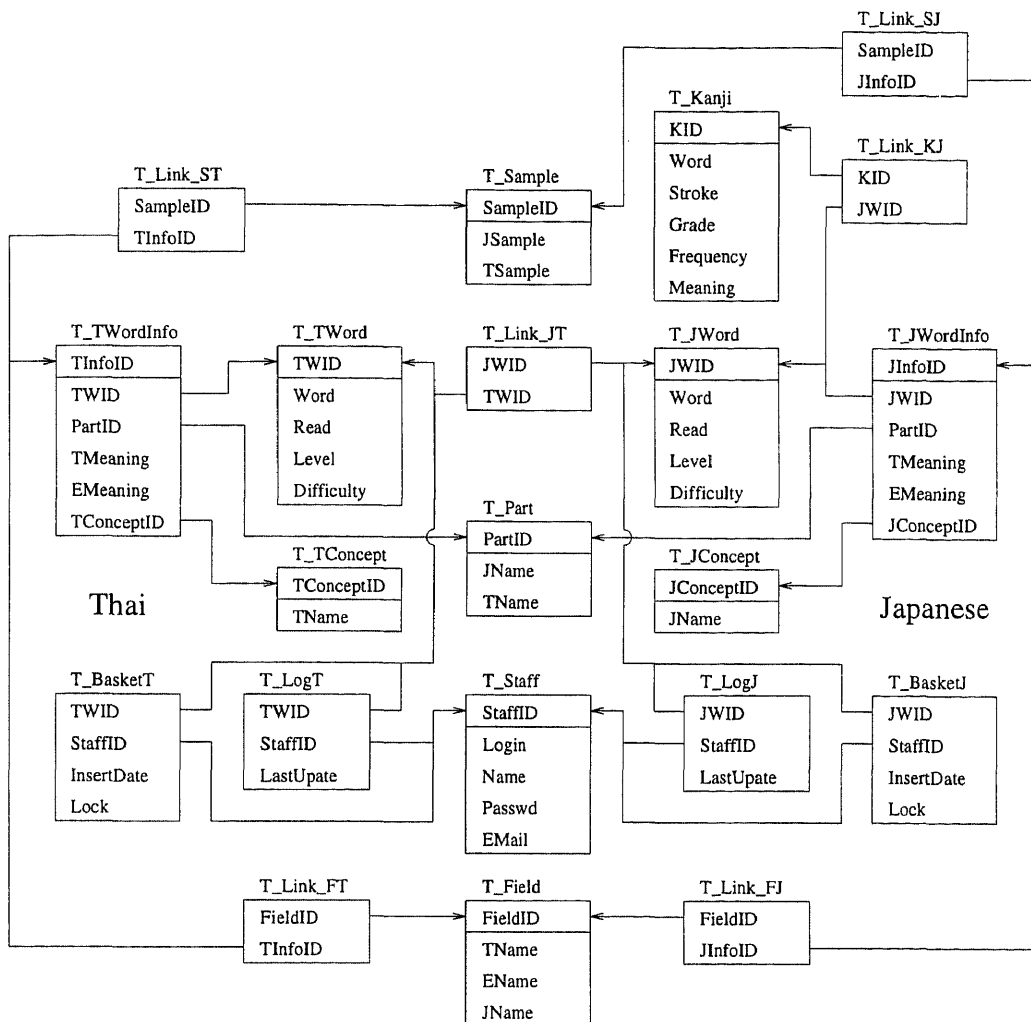 T_Link_SJ
SampleID
JInfoID
T_Kanji
KID
Word
Stroke
Grade
Frequency
Meaning
T_Link_KJ
KID
JWID
T_Link_ST
SampleID
TInfoID
T_Sample
SampleID
JSample
TSample
T_TWordInfo
TInfoID
TWID
PartID
TMeaning
EMeaning
TConceptID
T_TWord
TWID
Word
Read
Level
Difficulty
T_Link_JT
JWID
TWID
T_JWord
JWID
Word
Read
Level
Difficulty
T_JWordInfo
JInfoID
JWID
PartID
TMeaning
EMeaning
JConceptID
T_Part
PartID
JName
TName
T_TConcept
TConceptID
TName
T_JConcept
JConceptID
JName
Thai
Japanese
T_BasketT
TWID
StaffID
InsertDate
Lock
T_LogT
TWID
StaffID
LastUpate
T_Staff
StaffID
Login
Name
Passwd
EMail
T_LogJ
JWID
StaffID
LastUpate
T_BasketJ
JWID
StaffID
InsertDate
Lock
T_Link_FT
FieldID
TInfoID
T_Field
FieldID
TName
EName
JName
T_Link_FJ
FieldID
JInfoID